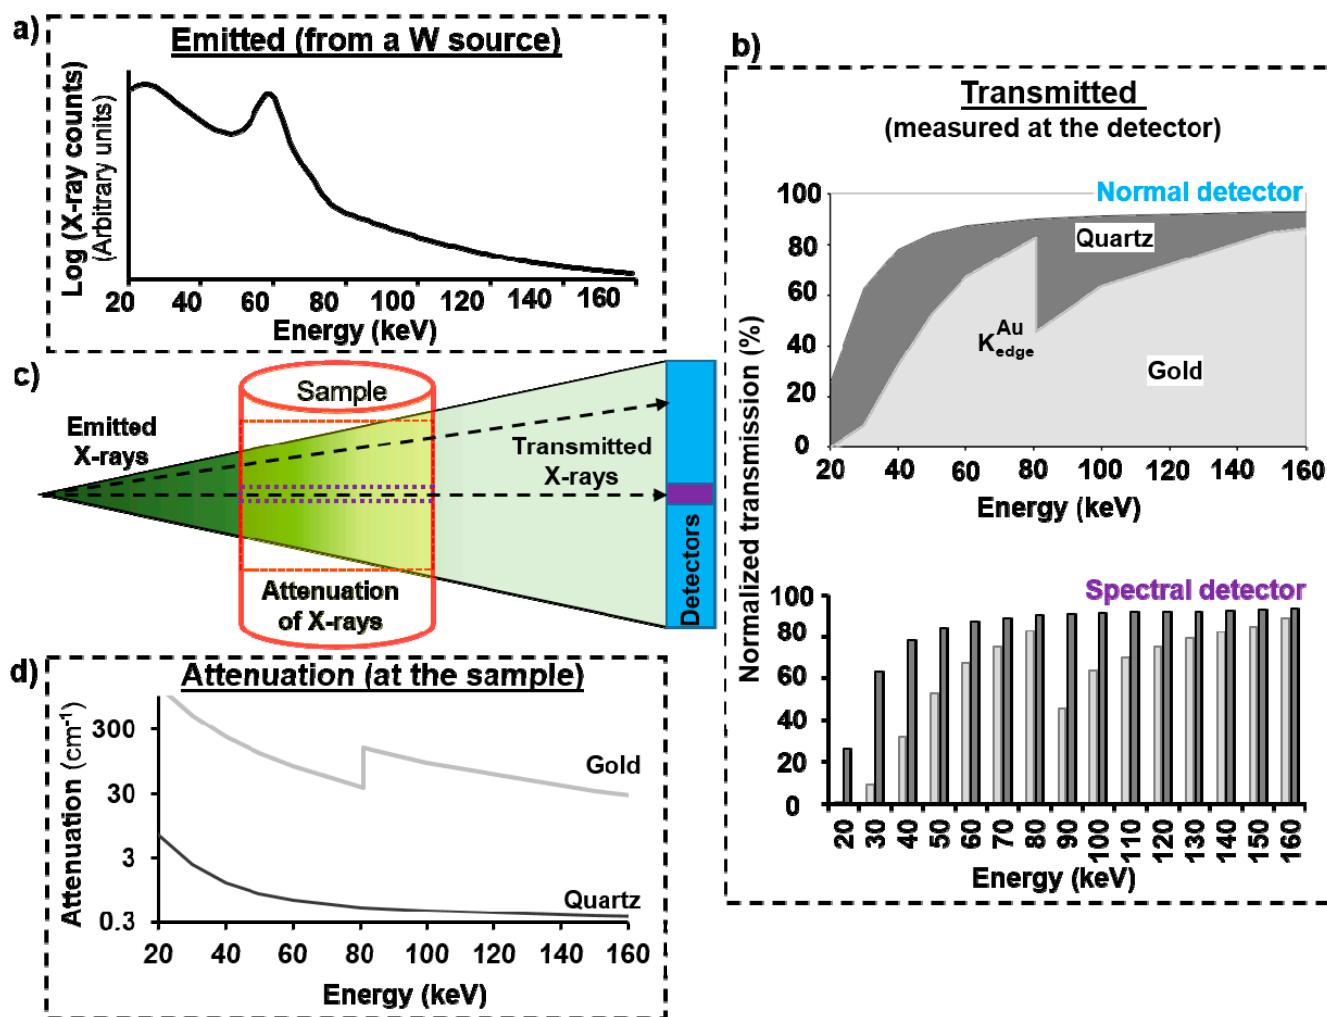 a)
Emitted (from a W source)
Log (X-ray counts)
(Arbitrary units)
20 40 60 80 100 120 140 160
Energy (keV)
b)
Transmitted
(measured at the detector)
Normalized transmission (%)
Normal detector
100
80
60
40
20
0
Quartz
K Au edge
Gold
20 40 60 80 100 120 140 160
Energy (keV)
Spectral detector
100
80
60
40
20
0
20 30 40 50 60 70 80 90 100 110 120 130 140 150 160
Energy (keV)
c)
Sample
Emitted
X-rays
Transmitted
X-rays
Attenuation
of X-rays
Detectors
d)
Attenuation (at the sample)
Attenuation (cm⁻¹)
300
30
3
0.3
Gold
Quartz
20 40 60 80 100 120 140 160
Energy (keV)